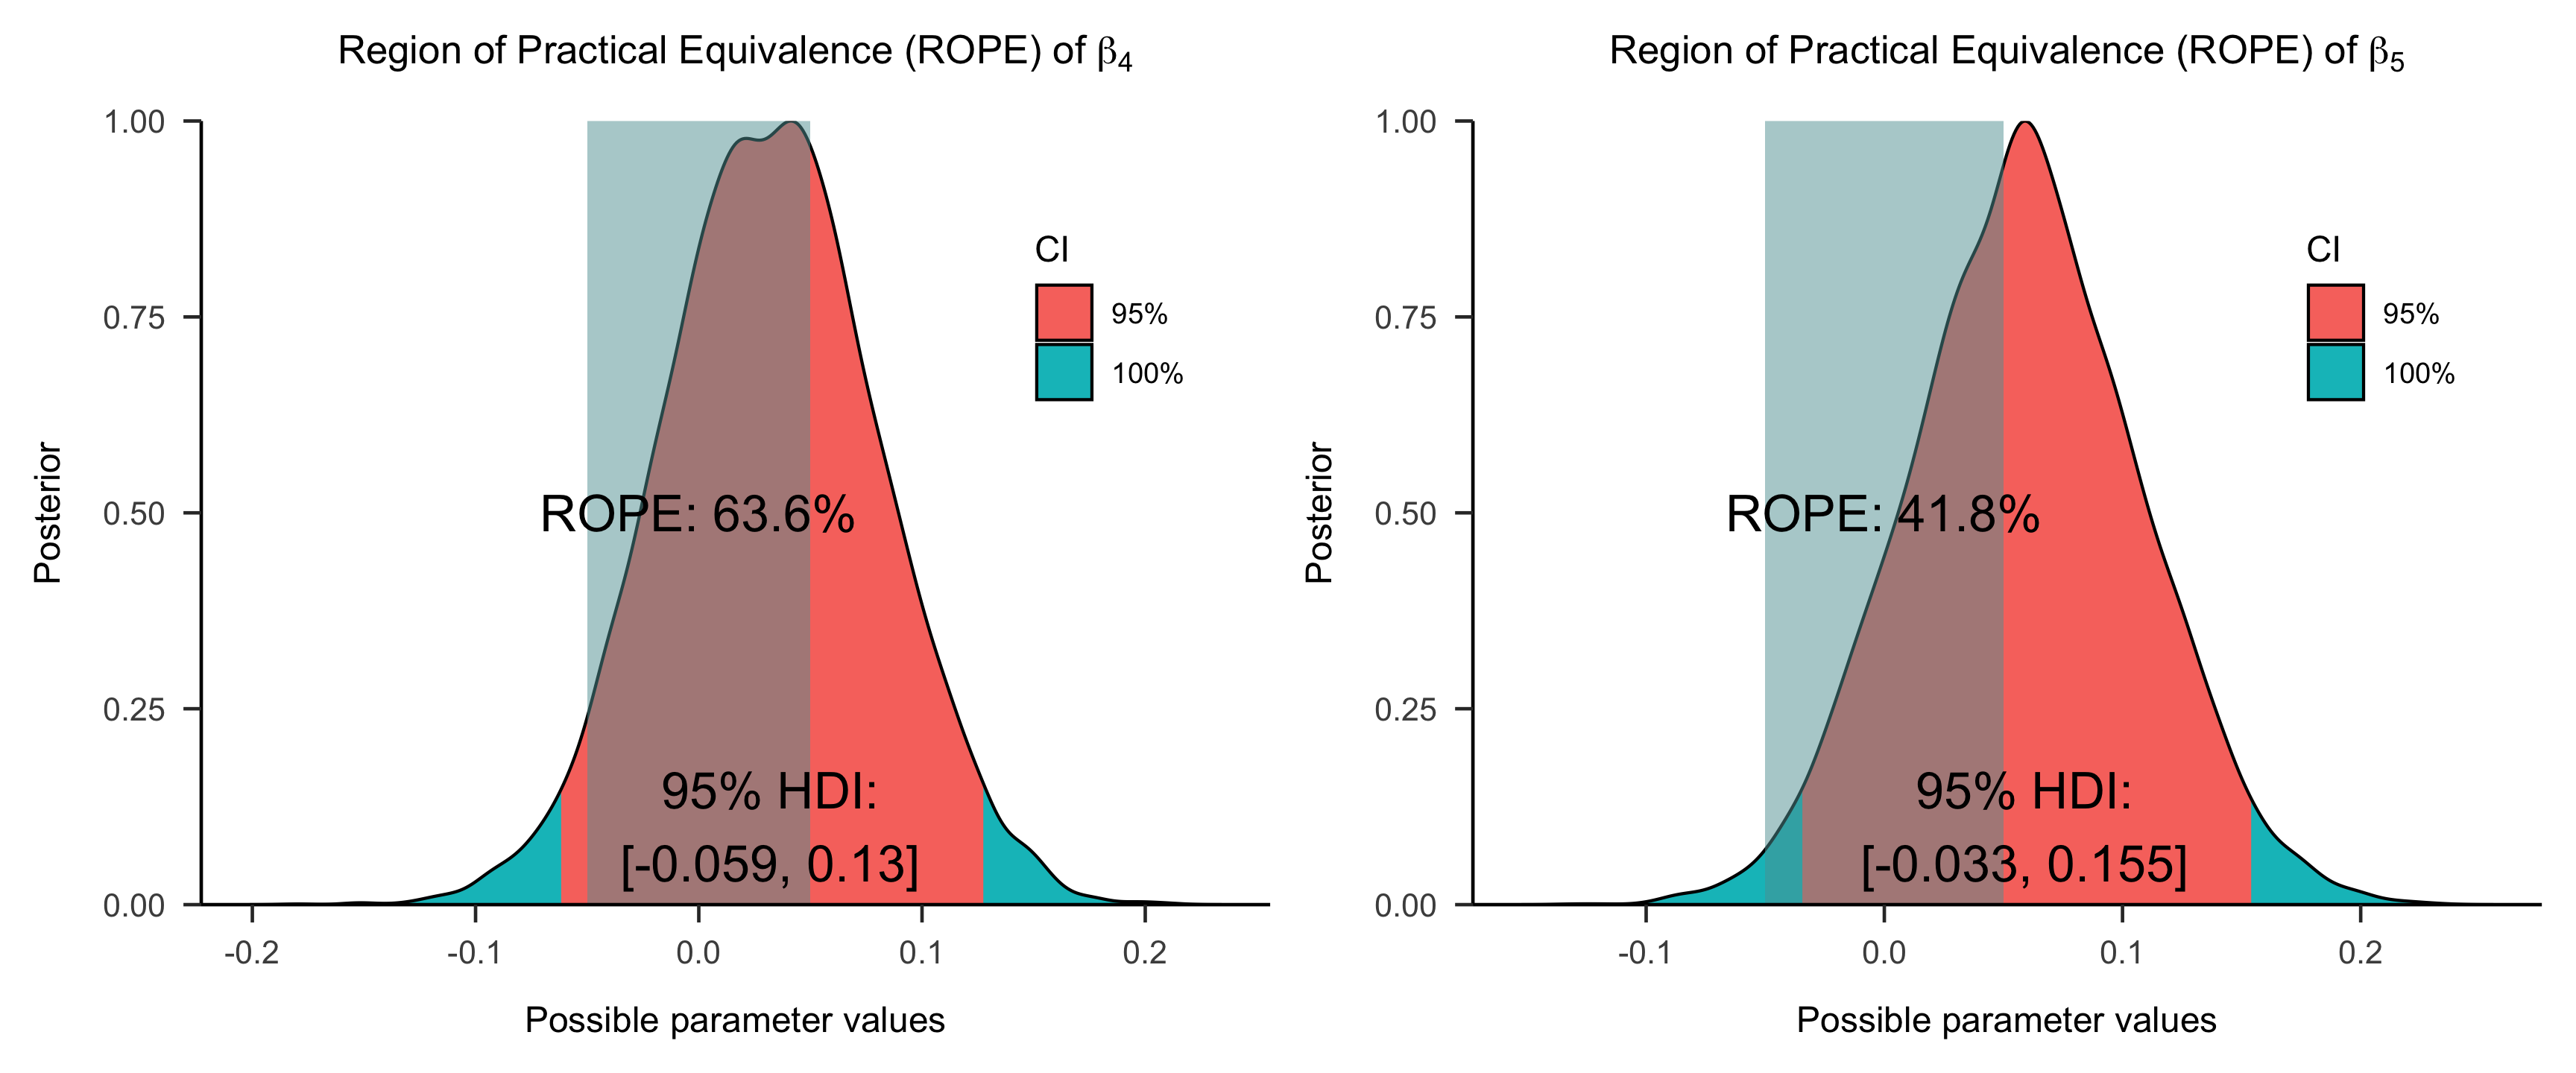 Region of Practical Equivalence (ROPE) of β4
1.00
0.75
0.50
0.25
0.00
Posterior
ROPE: 63.6%
95% HDI:
[-0.059, 0.13]
CI
95%
100%
-0.2 -0.1 0.0 0.1 0.2
Possible parameter values
Region of Practical Equivalence (ROPE) of β5
1.00
0.75
0.50
0.25
0.00
Posterior
ROPE: 41.8%
95% HDI:
[-0.033, 0.155]
CI
95%
100%
-0.1 0.0 0.1 0.2
Possible parameter values